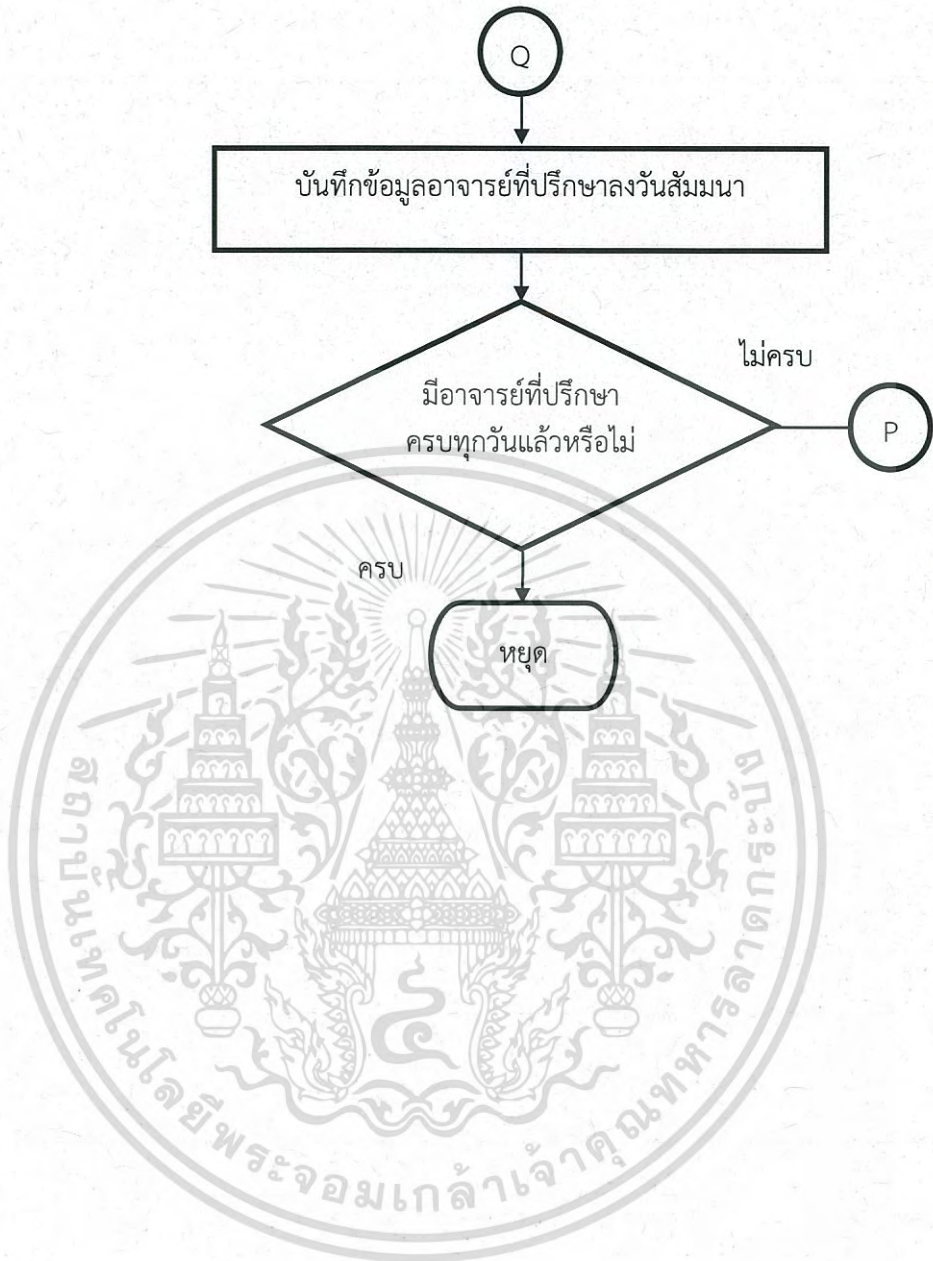 Q
บันทึกข้อมูลอาจารย์ที่ปรึกษาลงวันสัมมนา
ไม่ครบ
มีอาจารย์ที่ปรึกษา
ครบทุกวันแล้วหรือไม่
P
ครบ
หยุด
สถาบันเทคโนโลยีพระจอมเกล้าเจ้าคุณทหารลาดกระบัง